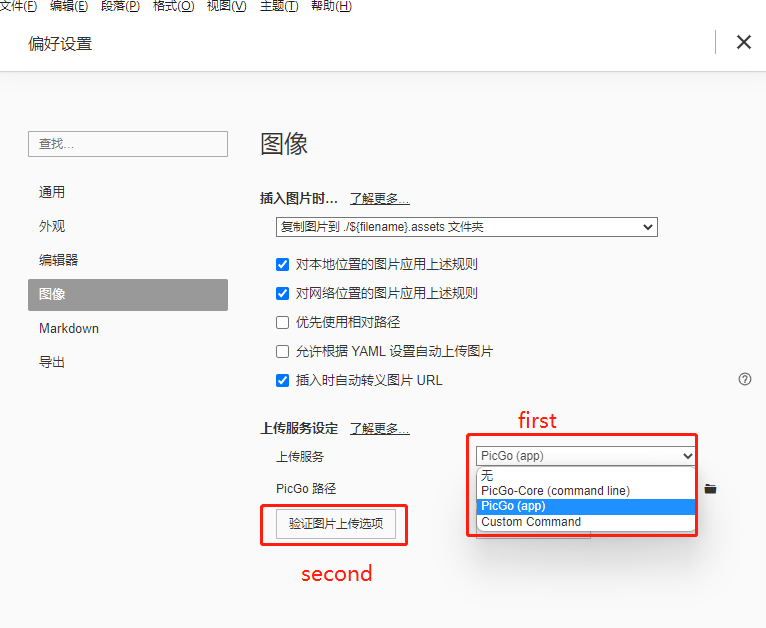 文件(F) 编辑(E) 段落(P) 格式(O) 视图(V) 主题(T) 帮助(H)
偏好设置
查找...
通用
外观
编辑器
图像
Markdown
导出
图像
插入图片时... 了解更多...
复制图片到 ./${filename}.assets 文件夹
对本地位置的图片应用上述规则
对网络位置的图片应用上述规则
优先使用相对路径
允许根据 YAML 设置自动上传图片
插入时自动转义图片 URL
first
上传服务设定 了解更多...
上传服务 PicGo (app)
无
PicGo 路径 PicGo-Core (command line)
PicGo (app)
Custom Command
验证图片上传选项
second